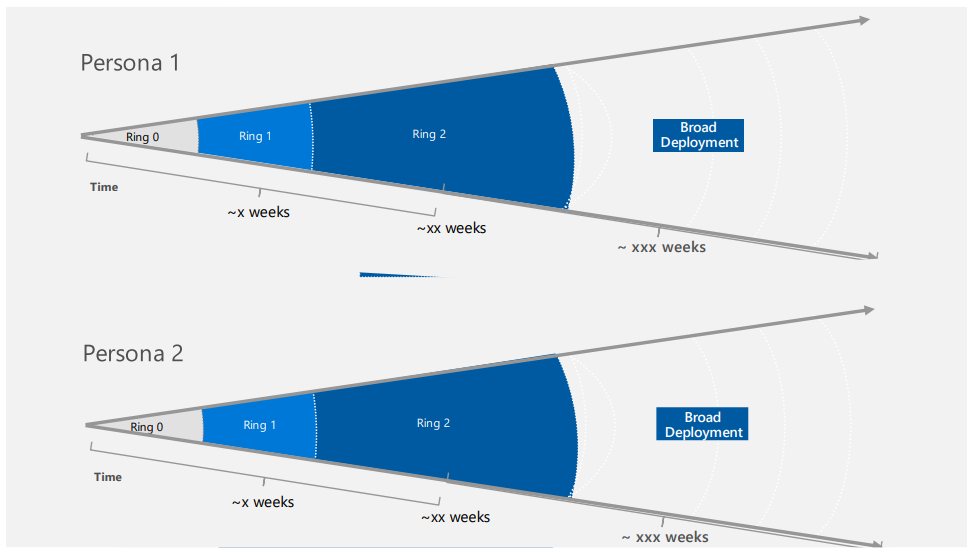 Persona 1
Ring 0
Ring 1
Ring 2
Broad
Deployment
Time
~x weeks
~xx weeks
~ xxx weeks
Persona 2
Ring 0
Ring 1
Ring 2
Broad
Deployment
Time
~x weeks
~xx weeks
~ xxx weeks